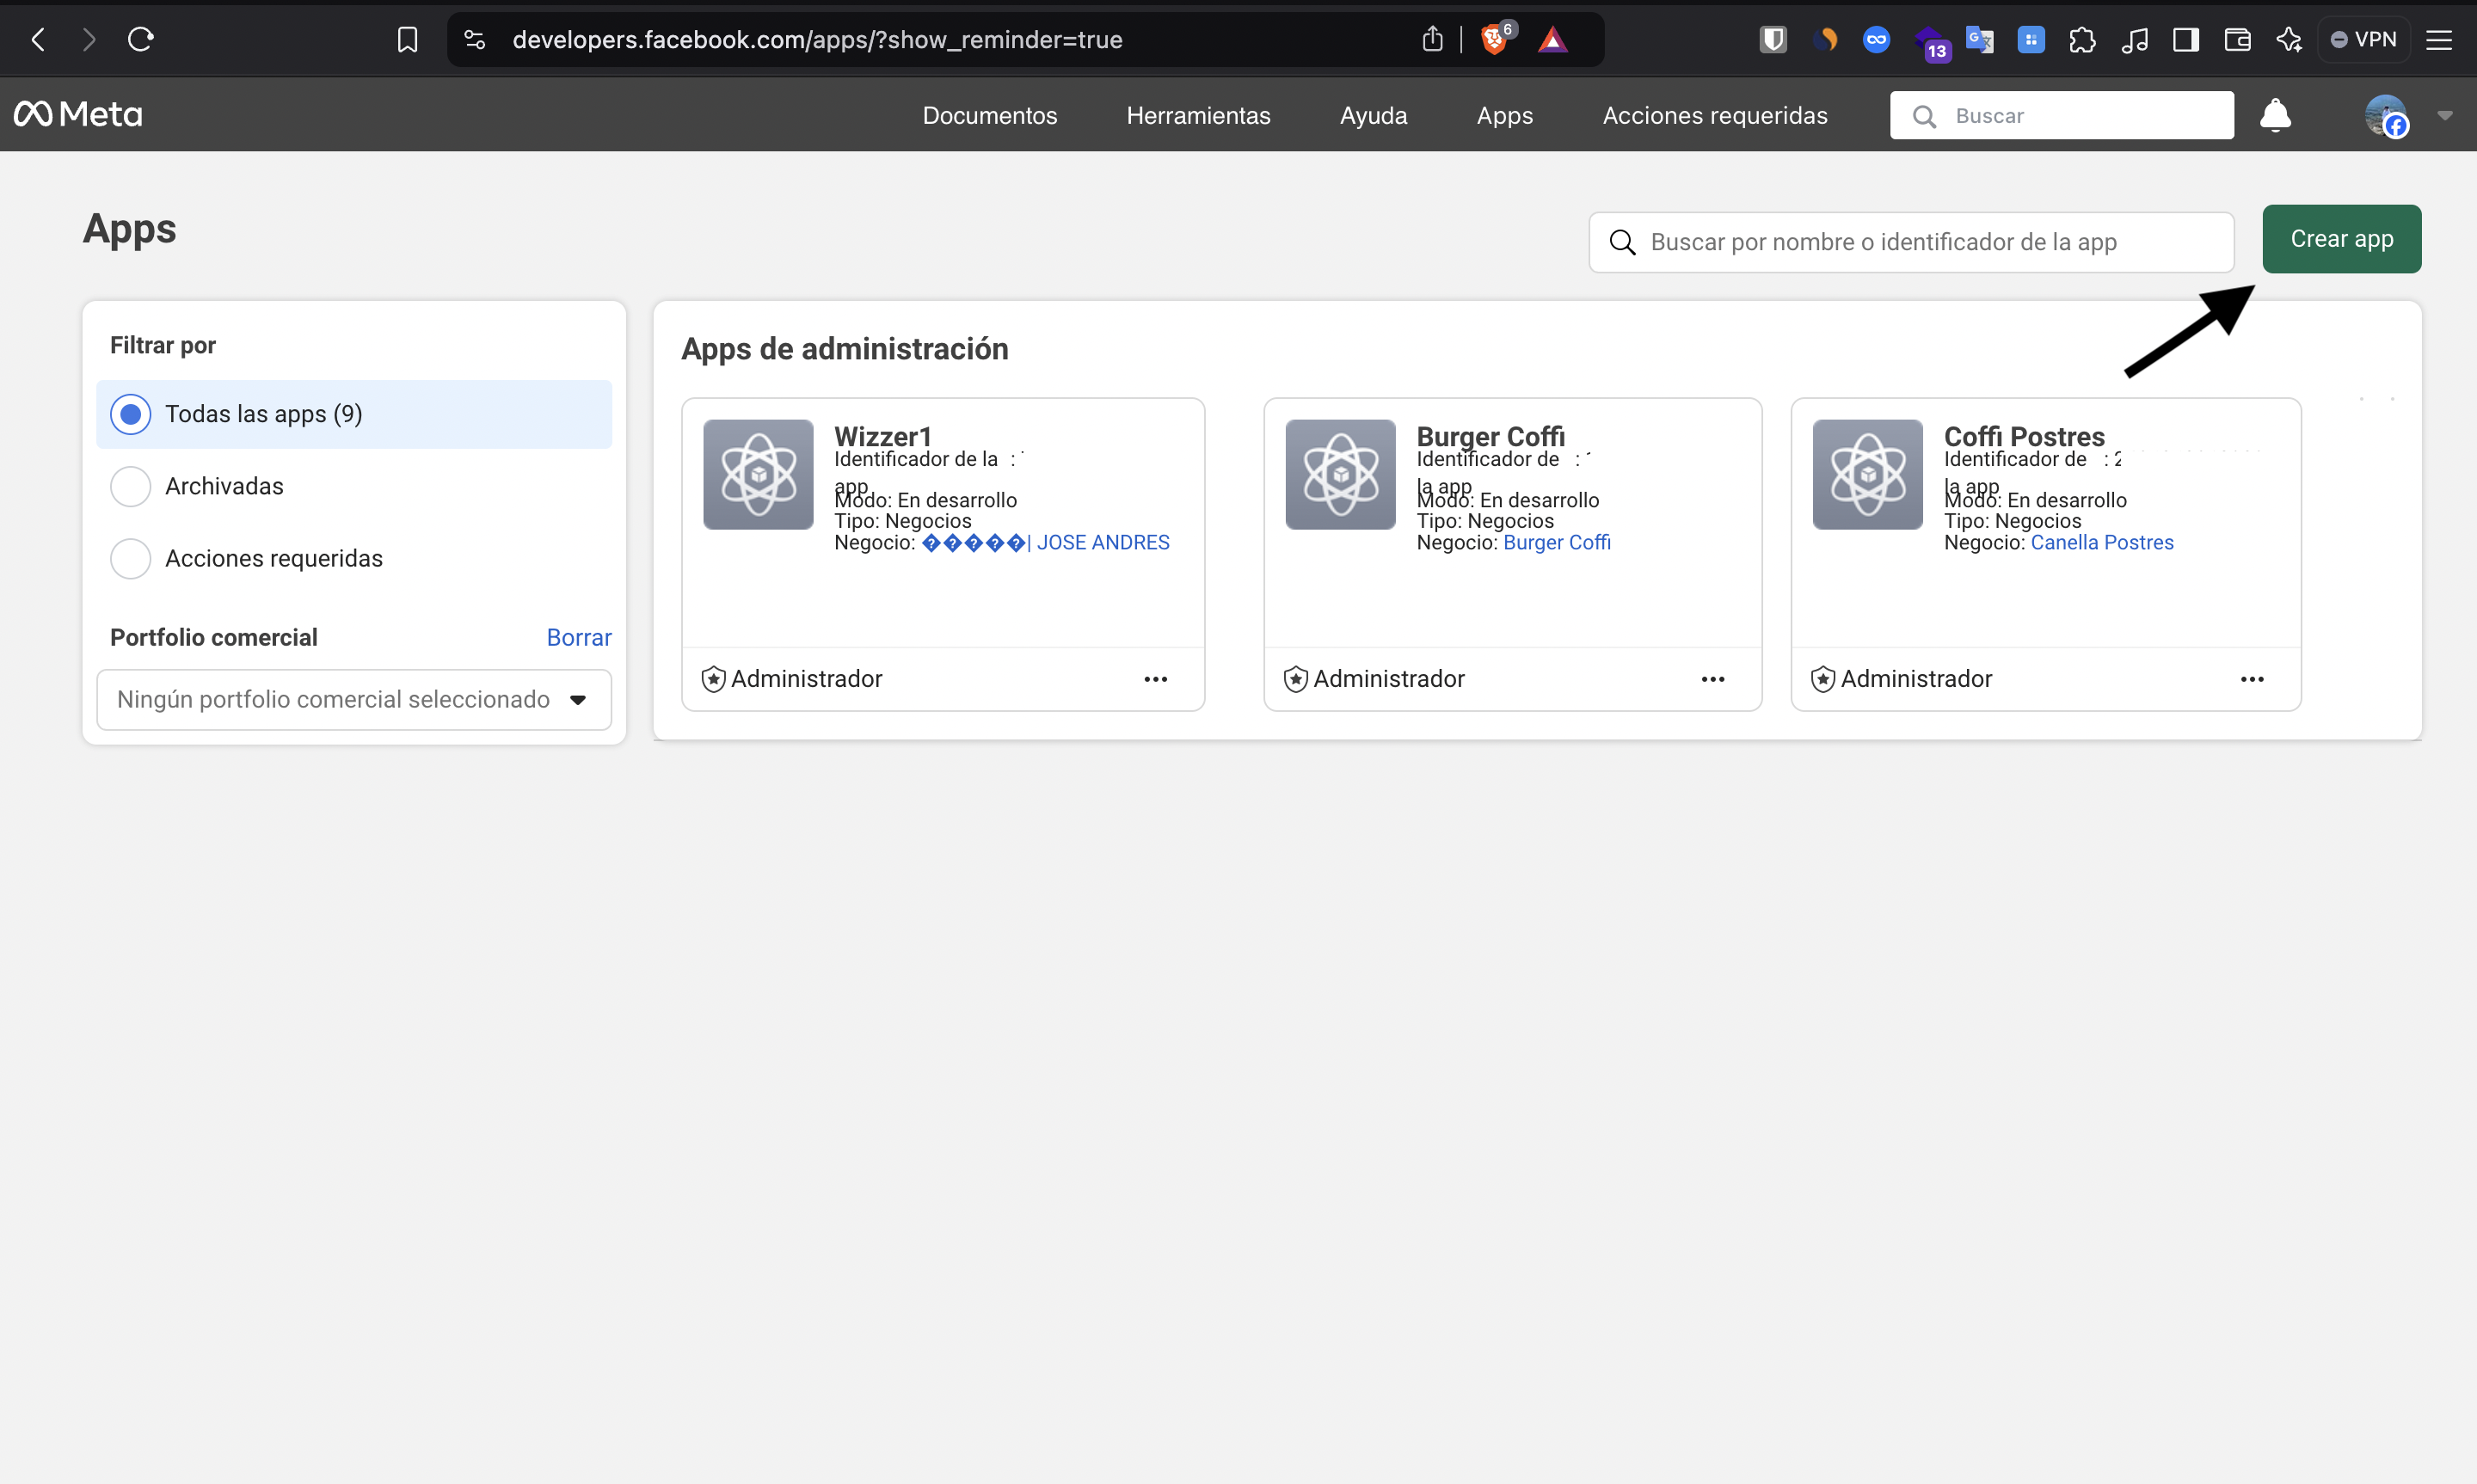 developers.facebook.com/apps/?show_reminder=true
6
13
VPN
Meta
Documentos
Herramientas
Ayuda
Apps
Acciones requeridas
Buscar
Apps
Buscar por nombre o identificador de la app
Crear app
Filtrar por
Todas las apps (9)
Archivadas
Acciones requeridas
Portfolio comercial
Borrar
Ningún portfolio comercial seleccionado
Apps de administración
Wizzer1
Identificador de la :
app
Modo: En desarrollo
Tipo: Negocios
Negocio: �����| JOSE ANDRES
Administrador
Burger Coffi
Identificador de :
la app
Modo: En desarrollo
Tipo: Negocios
Negocio: Burger Coffi
Administrador
Coffi Postres
Identificador de : 2
la app
Modo: En desarrollo
Tipo: Negocios
Negocio: Canella Postres
Administrador